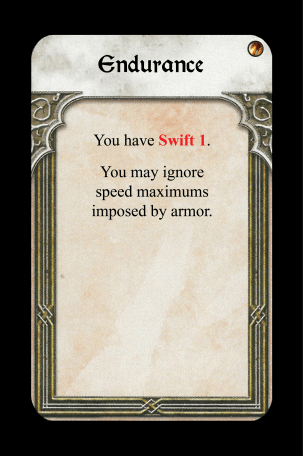 Endurance
You have Swift 1.
You may ignore
speed maximums
imposed by armor.